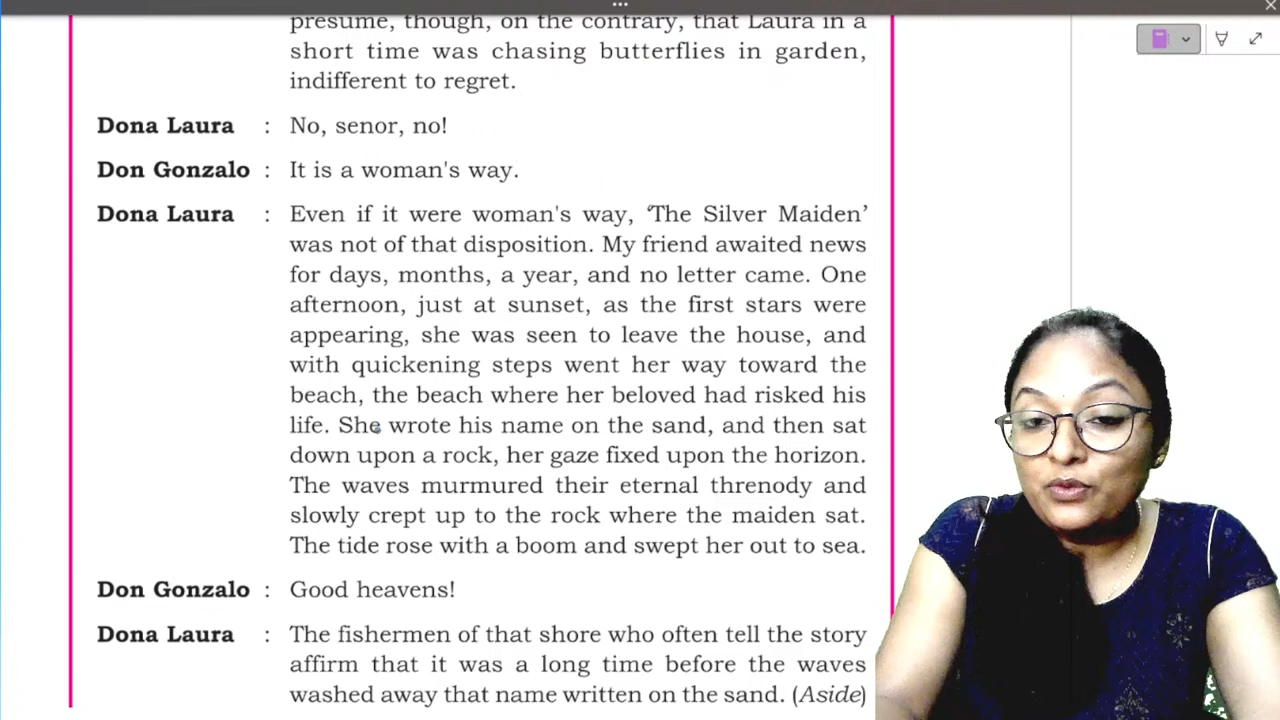 presume, though, on the contrary, that Laura in a
short time was chasing butterflies in garden,
indifferent to regret.
Dona Laura : No, senor, no!
Don Gonzalo : It is a woman's way.
Dona Laura : Even if it were woman's way, ‘The Silver Maiden’
was not of that disposition. My friend awaited news
for days, months, a year, and no letter came. One
afternoon, just at sunset, as the first stars were
appearing, she was seen to leave the house, and
with quickening steps went her way toward the
beach, the beach where her beloved had risked his
life. She wrote his name on the sand, and then sat
down upon a rock, her gaze fixed upon the horizon.
The waves murmured their eternal threnody and
slowly crept up to the rock where the maiden sat.
The tide rose with a boom and swept her out to sea.
Don Gonzalo : Good heavens!
Dona Laura : The fishermen of that shore who often tell the story
affirm that it was a long time before the waves
washed away that name written on the sand. (Aside)